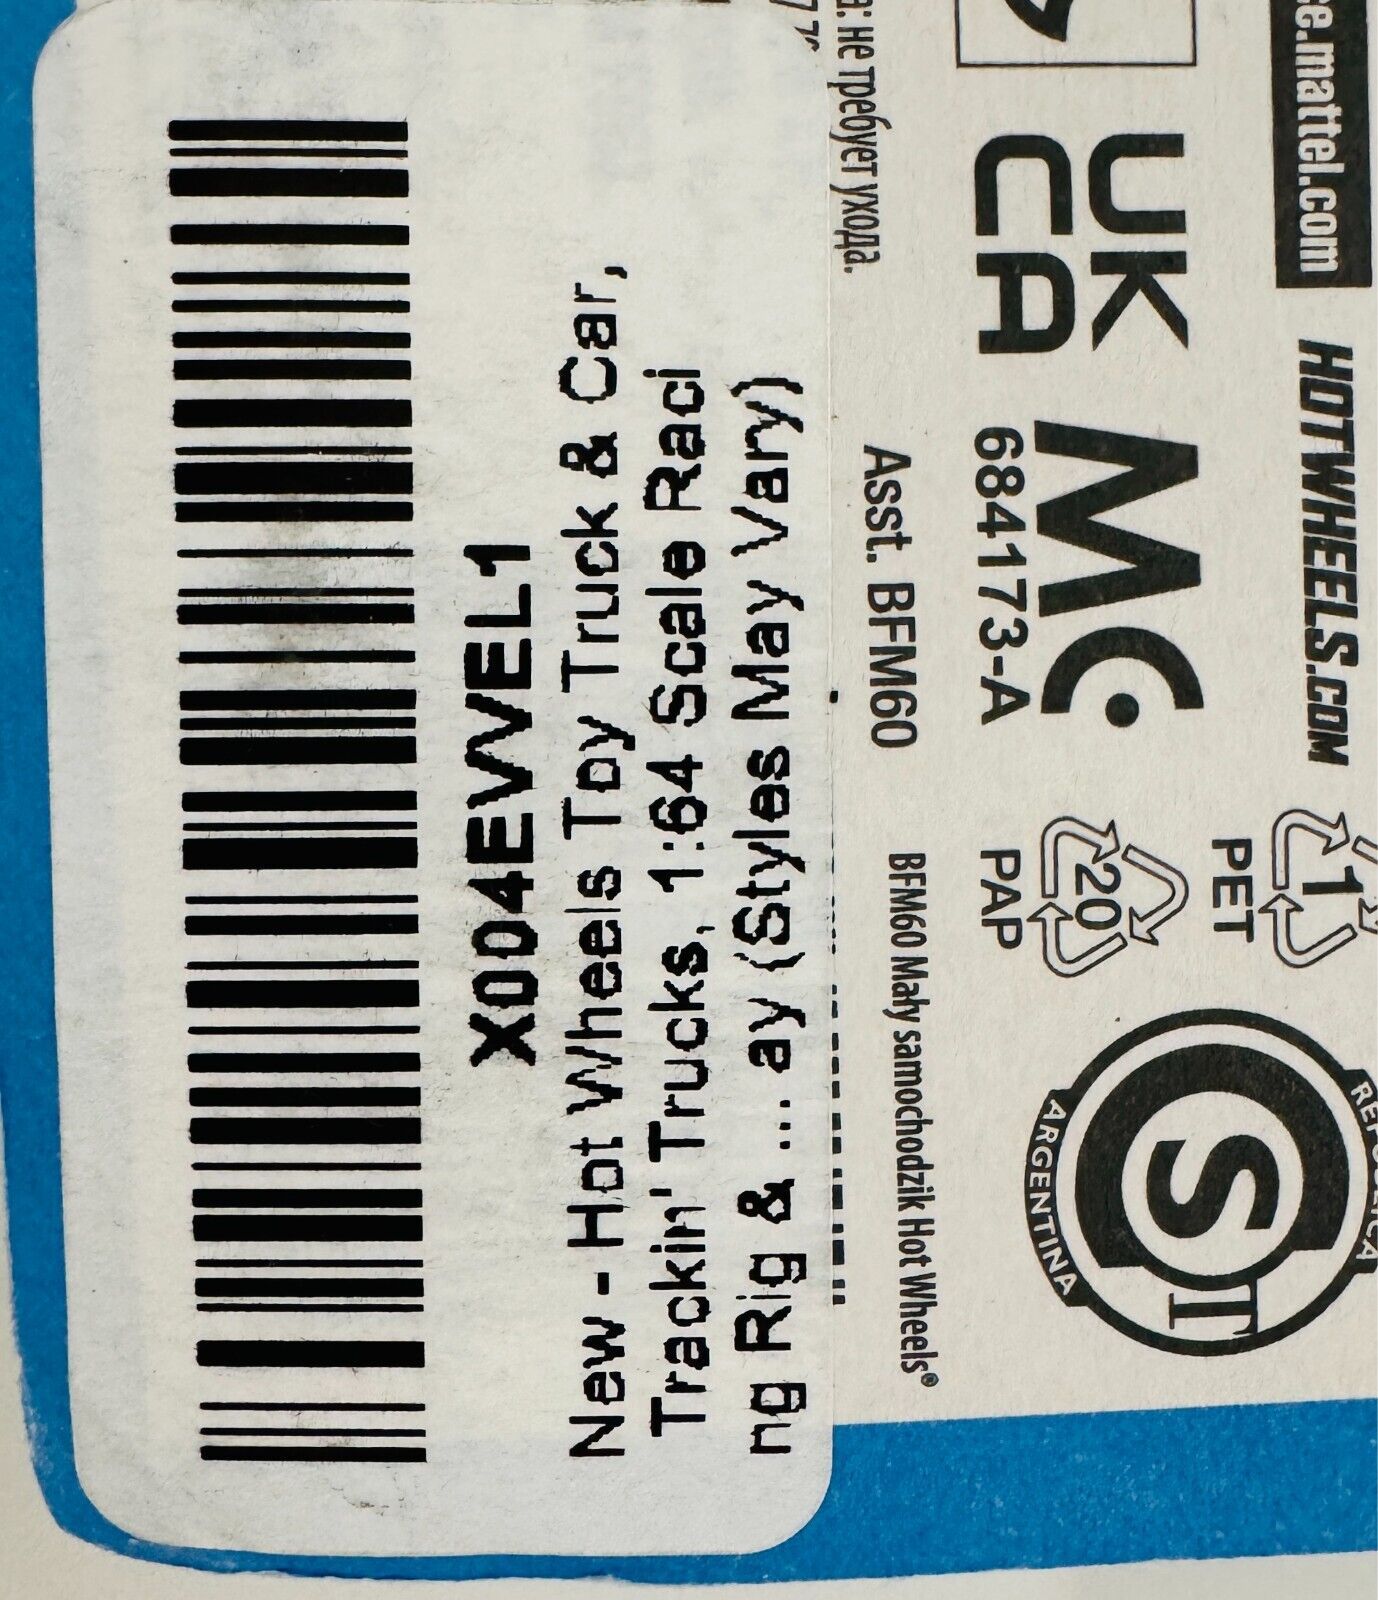 X004EVVEL1
New - Hot Wheels Toy Truck & Car,
Trackin' Trucks, 1:64 Scale Raci
ng Rig & ... ay (Styles May Vary)
не требует ухода.
UK
CA
684173-A
Asst. BFM60
BFM60 Mały samochodzik Hot Wheels®
.mattel.com
HOTWHEELS.COM
20
PAP
1
PET
ARGENTINA
S
T